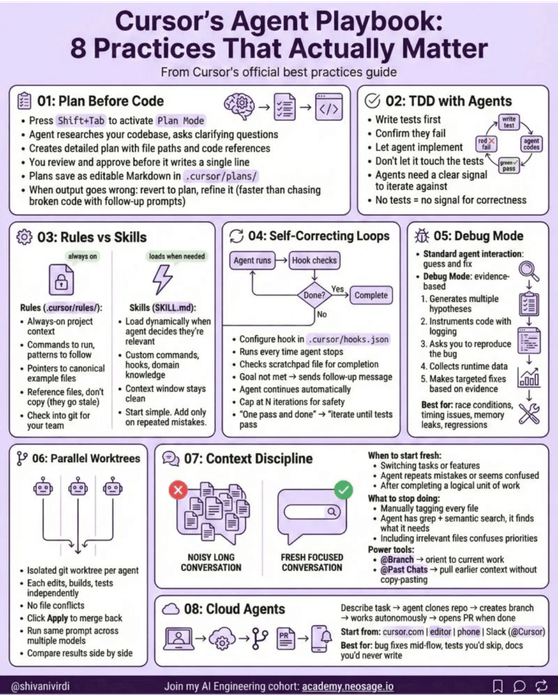 Cursor's Agent Playbook:
8 Practices That Actually Matter
From Cursor's official best practices guide
01: Plan Before Code
• Press Shift+Tab to activate Plan Mode
• Agent researches your codebase, asks clarifying questions
• Creates detailed plan with file paths and code references
• You review and approve before it writes a single line
• Plans save as editable Markdown in .cursor/plans/
• When output goes wrong: revert to plan, refine it (faster than chasing
broken code with follow-up prompts)
02: TDD with Agents
• Write tests first
• Confirm they fail
• Let agent implement
• Don't let it touch the tests
• Agents need a clear signal
to iterate against
• No tests = no signal for correctness
write
test
agent
codes
green✓
pass
red
fail
03: Rules vs Skills
always on
Rules (.cursor/rules/):
• Always-on project
context
• Commands to run,
patterns to follow
• Pointers to canonical
example files
• Reference files, don't
copy (they go stale)
• Check into git for
your team
loads when needed
Skills (SKILL.md):
• Load dynamically when
agent decides they're
relevant
• Custom commands,
hooks, domain
knowledge
• Context window stays
clean
• Start simple. Add only
on repeated mistakes.
04: Self-Correcting Loops
Agent runs
Hook checks
Done?
Yes
Complete
No
• Configure hook in .cursor/hooks.json
• Runs every time agent stops
• Checks scratchpad file for completion
• Goal not met → sends follow-up message
• Agent continues automatically
• Cap at N iterations for safety
• "One pass and done" → "iterate until tests
pass
05: Debug Mode
• Standard agent interaction:
guess and fix
• Debug Mode: evidence-
based
1. Generates multiple
hypotheses
2. Instruments code with
logging
3. Asks you to reproduce
the bug
4. Collects runtime data
5. Makes targeted fixes
based on evidence
Best for: race conditions,
timing issues, memory
leaks, regressions
06: Parallel Worktrees
• Isolated git worktree per agent
• Each edits, builds, tests
independently
• No file conflicts
• Click Apply to merge back
• Run same prompt across
multiple models
• Compare results side by side
07: Context Discipline
NOISY LONG
CONVERSATION
FRESH FOCUSED
CONVERSATION
When to start fresh:
• Switching tasks or features
• Agent repeats mistakes or seems confused
• After completing a logical unit of work
What to stop doing:
• Manually tagging every file
• Agent has grep + semantic search, it finds
what it needs
• Including irrelevant files confuses priorities
Power tools:
• @Branch → orient to current work
• @Past Chats → pull earlier context without
copy-pasting
08: Cloud Agents
PR
Describe task → agent clones repo → creates branch
→ works autonomously → opens PR when done
Start from: cursor.com | editor | phone | Slack (@Cursor)
Best for: bug fixes mid-flow, tests you'd skip, docs
you'd never write
@shivanivirdi
Join my AI Engineering cohort: academy.neosage.io